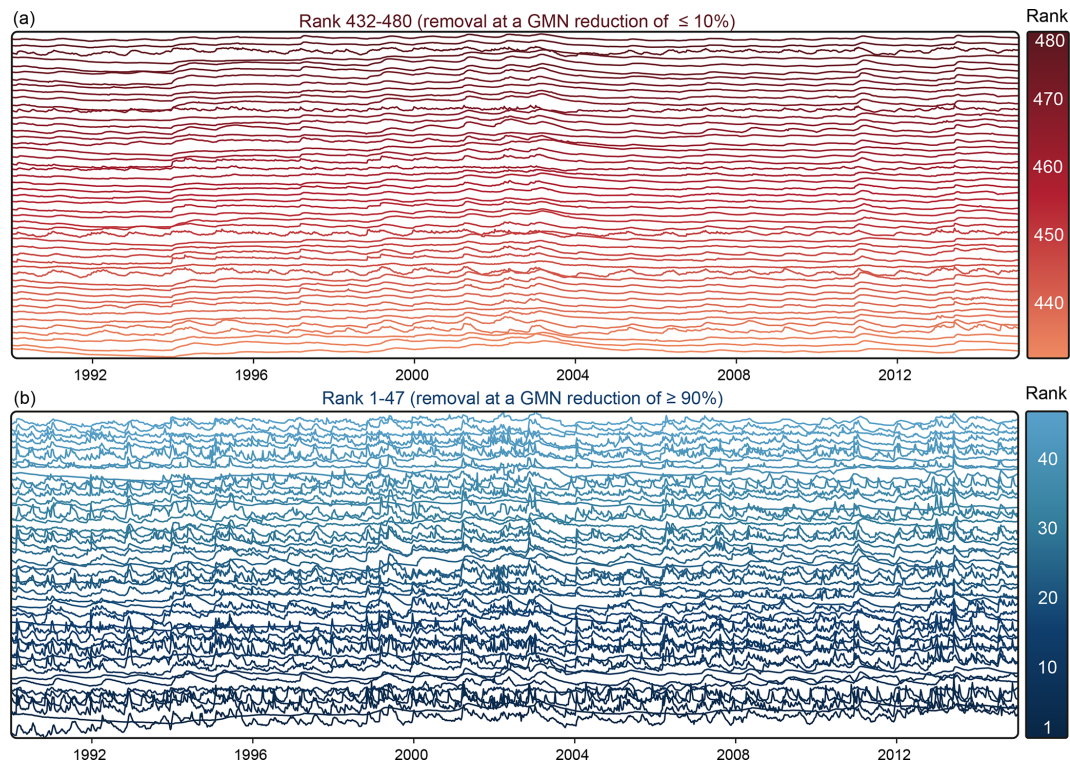 (a)
Rank 432-480 (removal at a GMN reduction of ≤ 10%)
Rank
480
470
460
450
440
1992 1996 2000 2004 2008 2012
(b)
Rank 1-47 (removal at a GMN reduction of ≥ 90%)
Rank
40
30
20
10
1
1992 1996 2000 2004 2008 2012